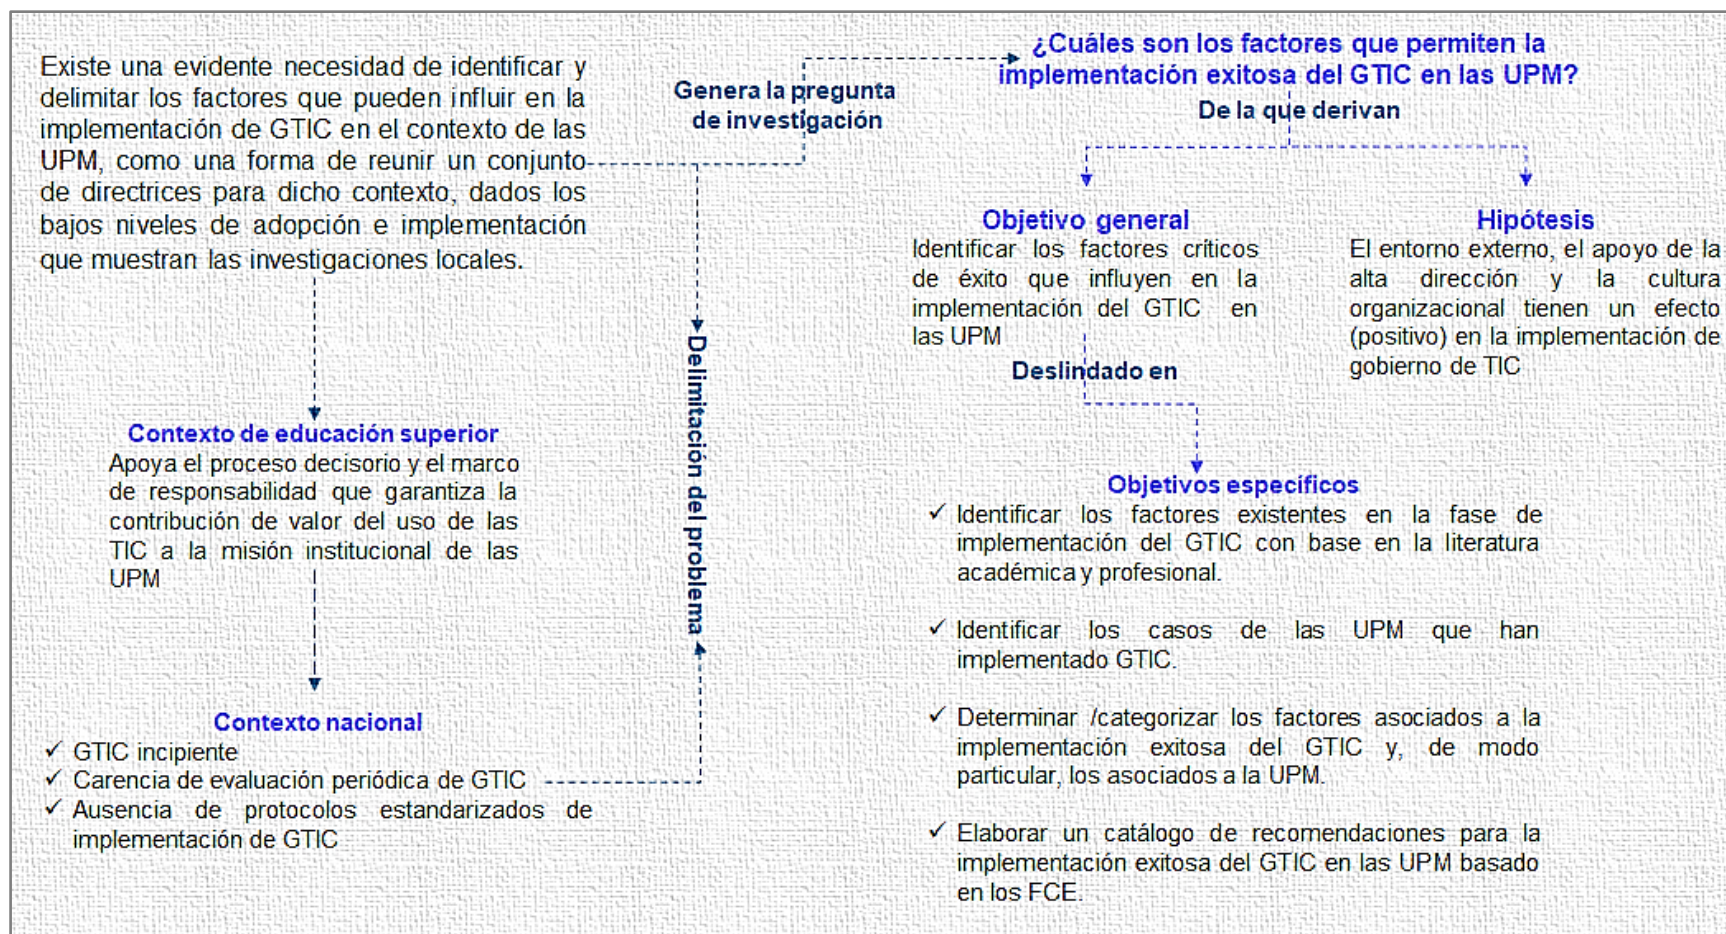 Existe una evidente necesidad de identificar y
delimitar los factores que pueden influir en la
implementación de GTIC en el contexto de las
UPM, como una forma de reunir un conjunto
de directrices para dicho contexto, dados los
bajos niveles de adopción e implementación
que muestran las investigaciones locales.
Contexto de educación superior
Apoya el proceso decisorio y el marco
de responsabilidad que garantiza la
contribución de valor del uso de las
TIC a la misión institucional de las
UPM
Contexto nacional
✓ GTIC incipiente
✓ Carencia de evaluación periódica de GTIC
✓ Ausencia de protocolos estandarizados de
implementación de GTIC
Delimitación del problema
Genera la pregunta
de investigación
¿Cuáles son los factores que permiten la
implementación exitosa del GTIC en las UPM?
De la que derivan
Objetivo general
Identificar los factores críticos
de éxito que influyen en la
implementación del GTIC en
las UPM
Hipótesis
El entorno externo, el apoyo de la
alta dirección y la cultura
organizacional tienen un efecto
(positivo) en la implementación de
gobierno de TIC
Deslindado en
Objetivos específicos
✓ Identificar los factores existentes en la fase de
implementación del GTIC con base en la literatura
académica y profesional.
✓ Identificar los casos de las UPM que han
implementado GTIC.
✓ Determinar /categorizar los factores asociados a la
implementación exitosa del GTIC y, de modo
particular, los asociados a la UPM.
✓ Elaborar un catálogo de recomendaciones para la
implementación exitosa del GTIC en las UPM basado
en los FCE.